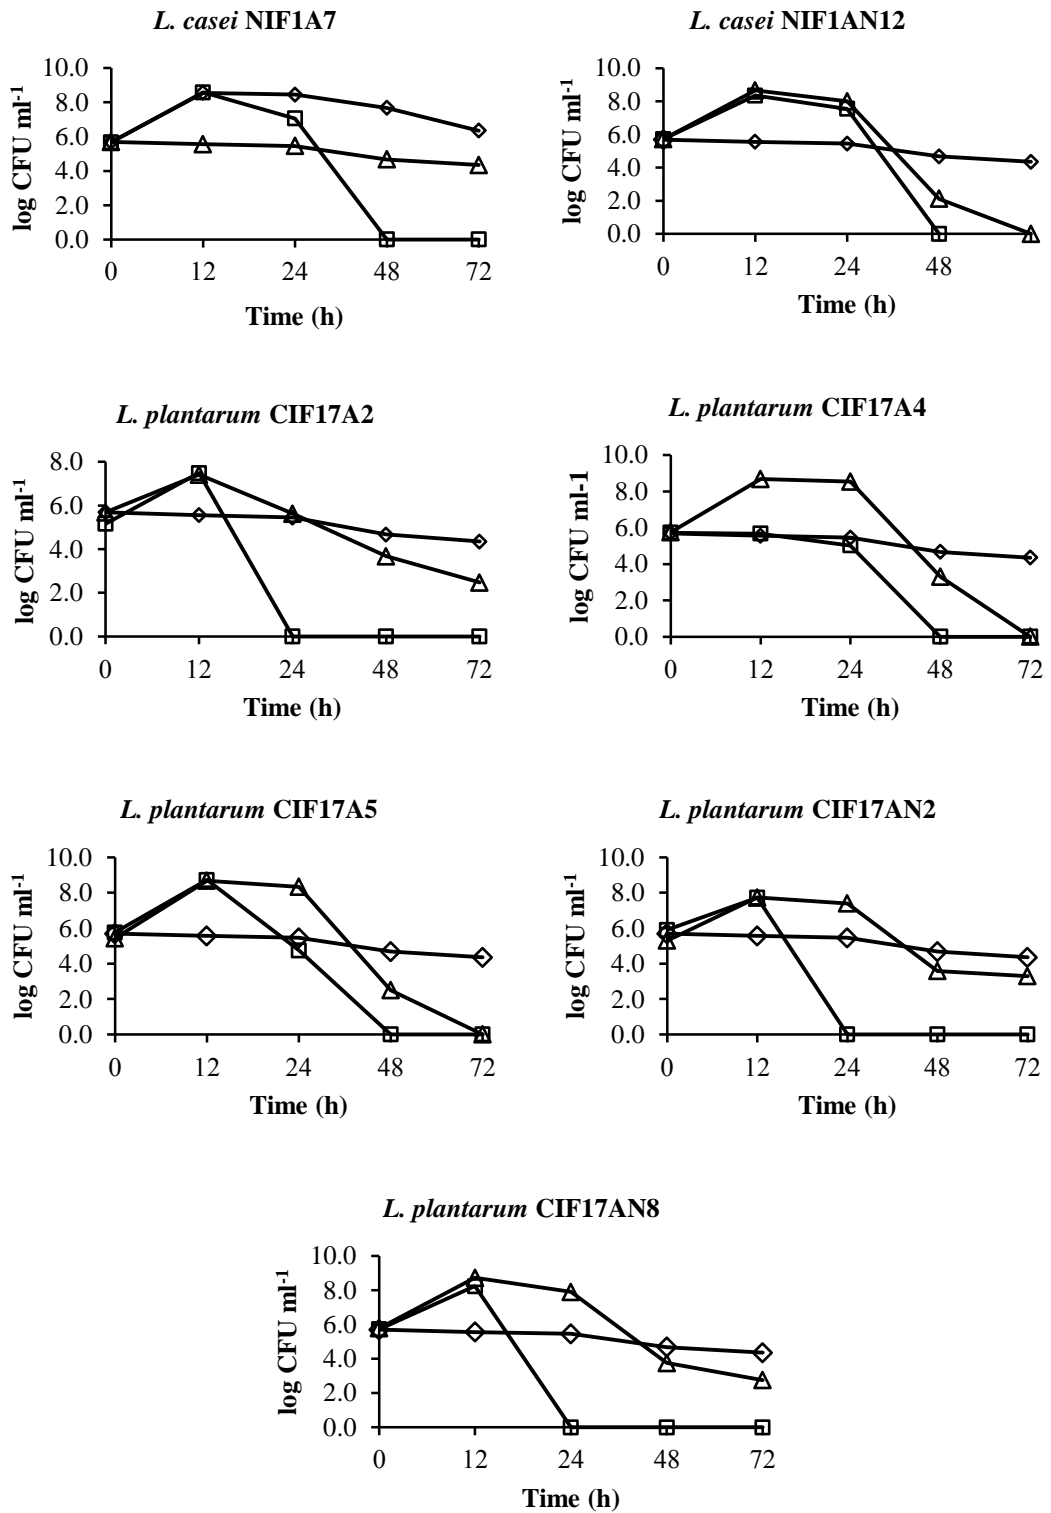 L. casei NIF1A7
10.0
8.0
6.0
4.0
2.0
0.0
log CFU ml-1
0 12 24 48 72
Time (h)
L. casei NIF1AN12
10.0
8.0
6.0
4.0
2.0
0.0
log CFU ml-1
0 12 24 48
Time (h)
L. plantarum CIF17A2
8.0
6.0
4.0
2.0
0.0
log CFU ml-1
0 12 24 48 72
Time (h)
L. plantarum CIF17A4
10.0
8.0
6.0
4.0
2.0
0.0
log CFU ml-1
0 12 24 48 72
Time (h)
L. plantarum CIF17A5
10.0
8.0
6.0
4.0
2.0
0.0
log CFU ml-1
0 12 24 48 72
Time (h)
L. plantarum CIF17AN2
10.0
8.0
6.0
4.0
2.0
0.0
log CFU ml-1
0 12 24 48 72
Time (h)
L. plantarum CIF17AN8
10.0
8.0
6.0
4.0
2.0
0.0
log CFU ml-1
0 12 24 48 72
Time (h)